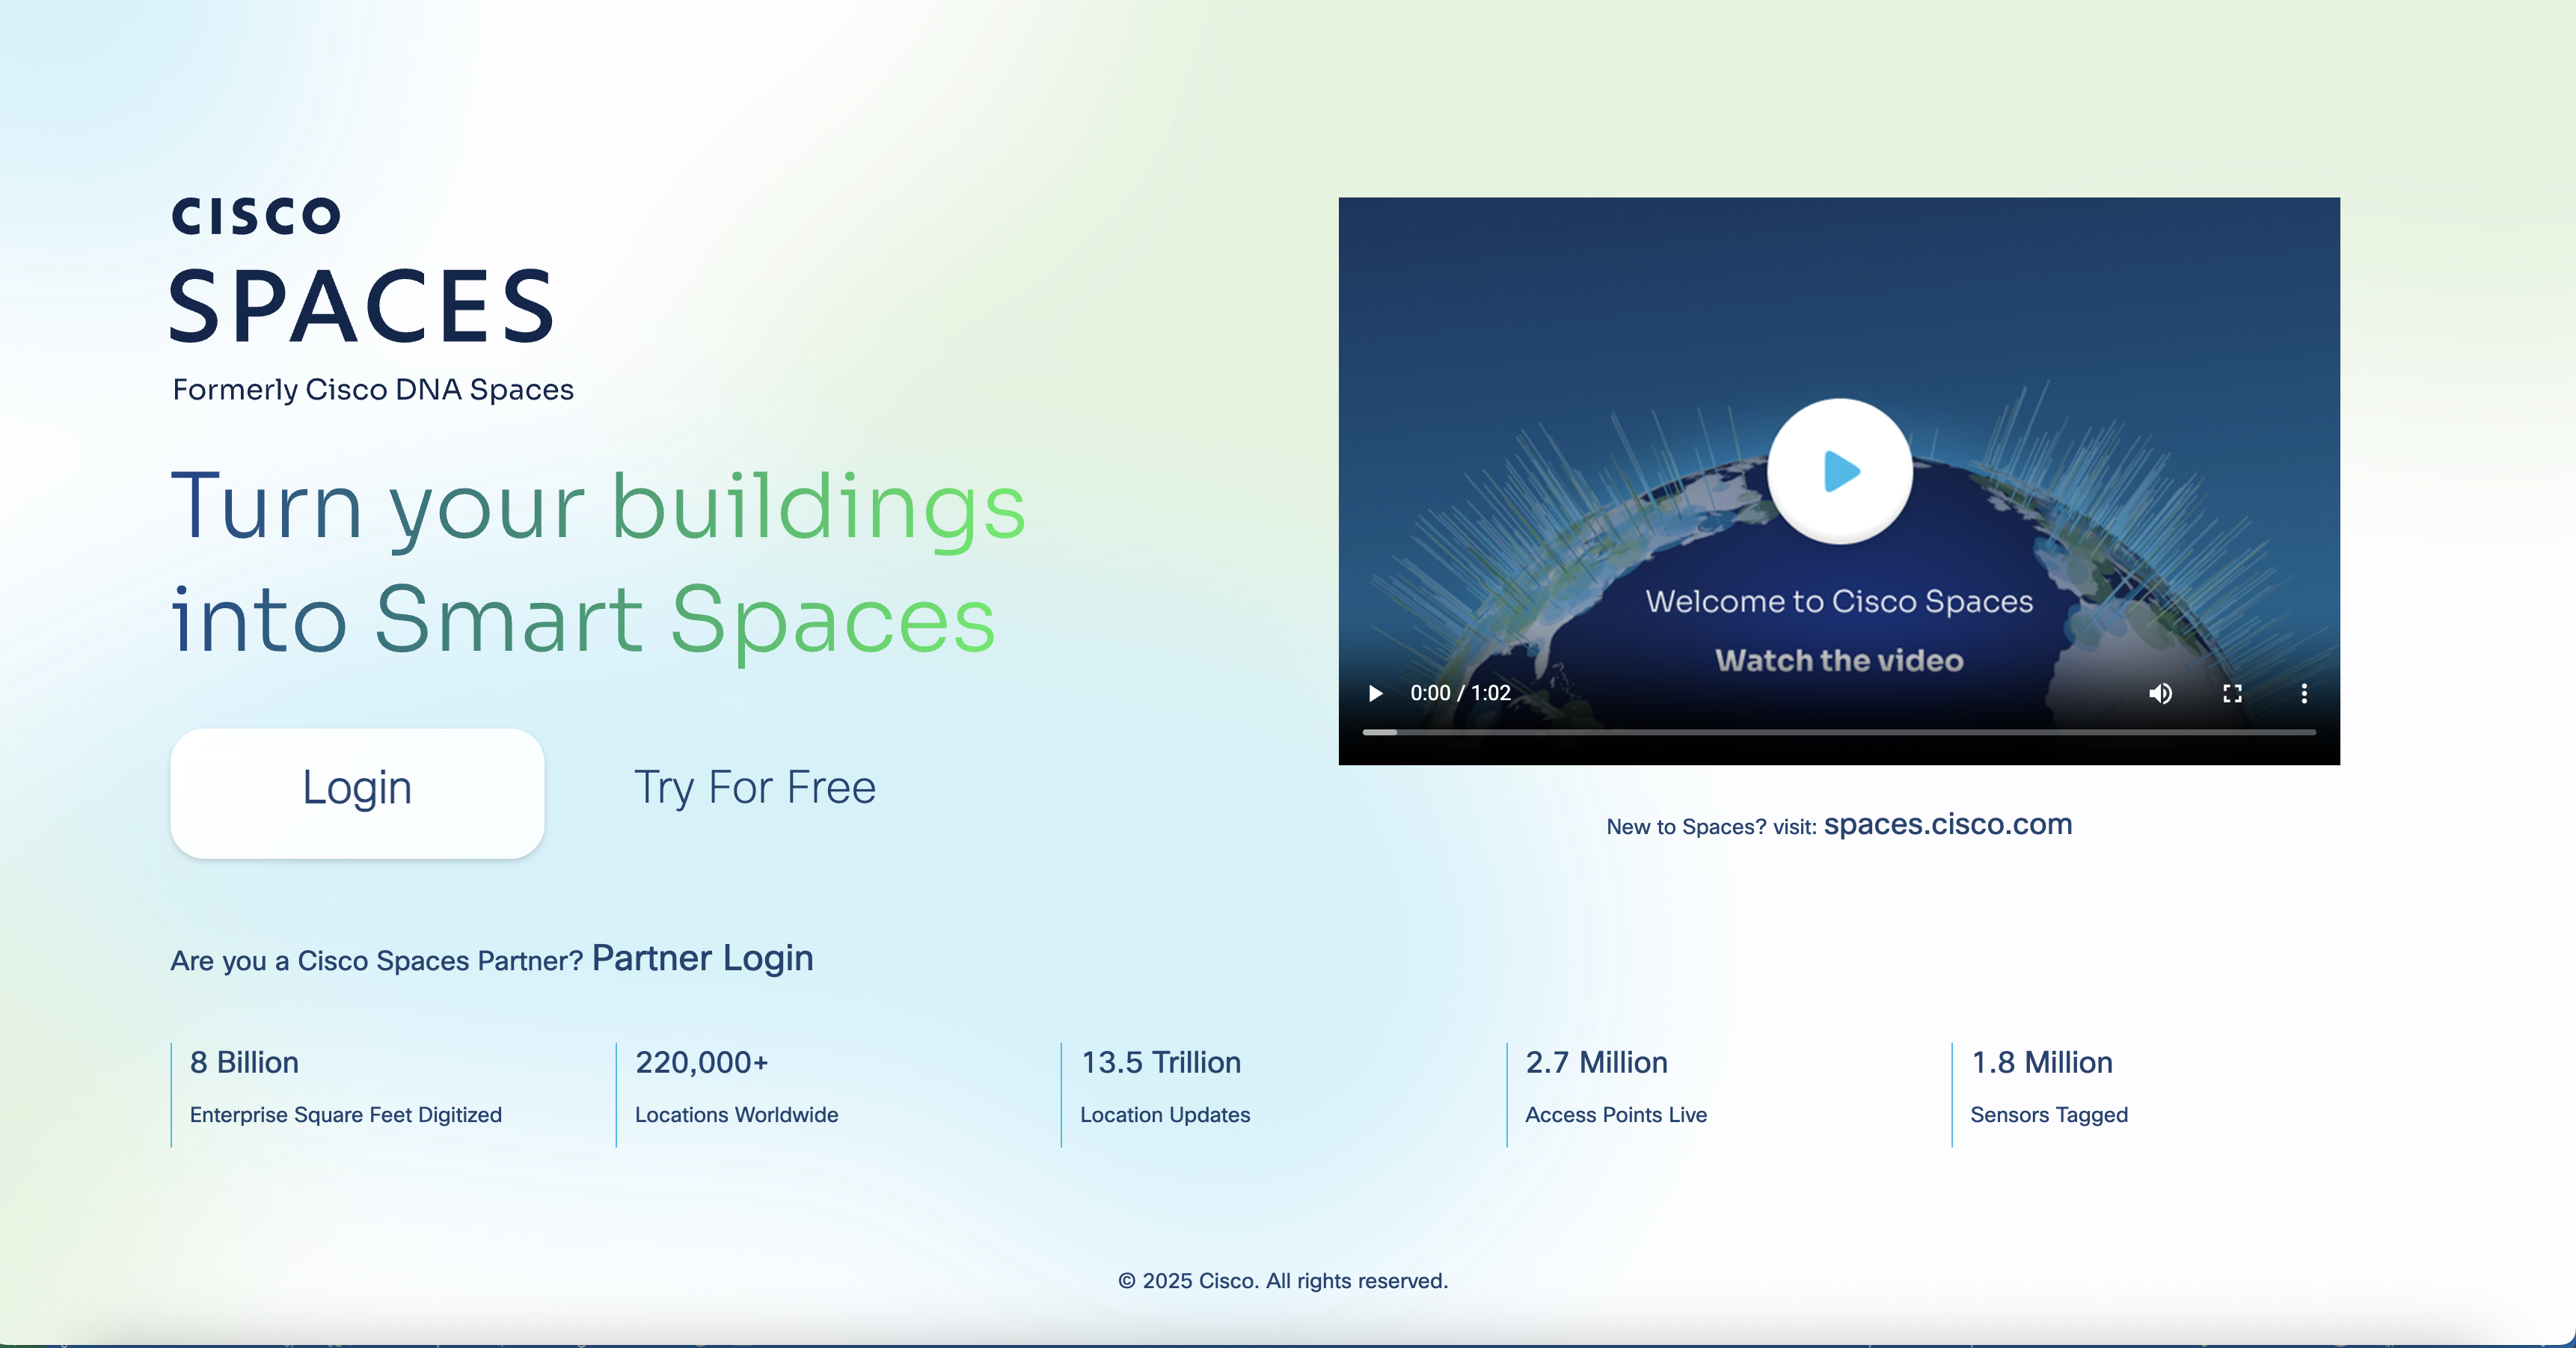 CISCO
SPACES
Formerly Cisco DNA Spaces
Turn your buildings
into Smart Spaces
Login
Try For Free
Welcome to Cisco Spaces
Watch the video
0:00 / 1:02
New to Spaces? visit: spaces.cisco.com
Are you a Cisco Spaces Partner? Partner Login
8 Billion
Enterprise Square Feet Digitized
220,000+
Locations Worldwide
13.5 Trillion
Location Updates
2.7 Million
Access Points Live
1.8 Million
Sensors Tagged
© 2025 Cisco. All rights reserved.